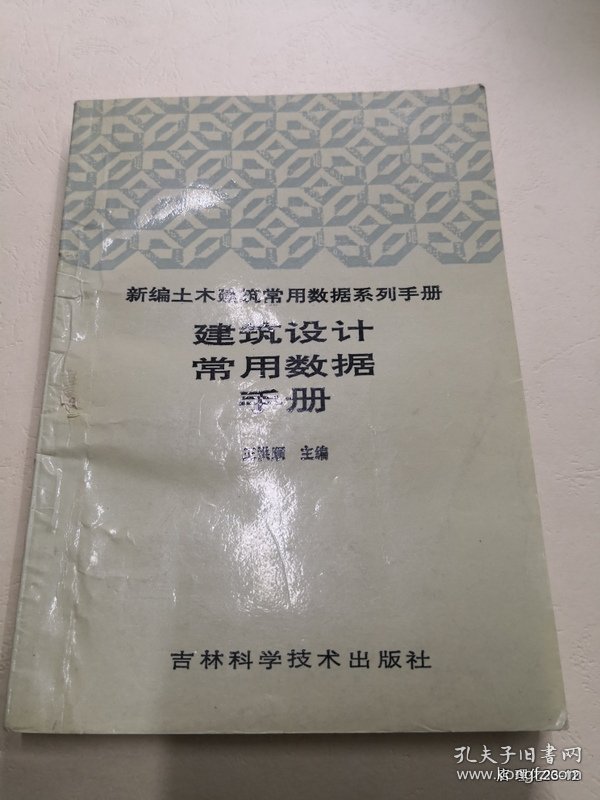 新编土木建筑常用数据系列手册
建筑设计
常用数据
手册
主编
吉林科学技术出版社
孔夫子旧书网